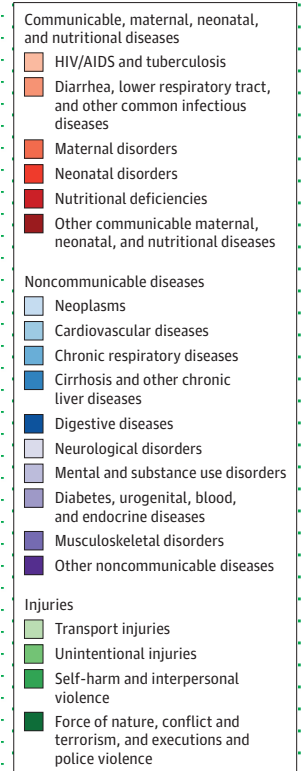 Communicable, maternal, neonatal,
and nutritional diseases
HIV/AIDS and tuberculosis
Diarrhea, lower respiratory tract,
and other common infectious
diseases
Maternal disorders
Neonatal disorders
Nutritional deficiencies
Other communicable maternal,
neonatal, and nutritional diseases
Noncommunicable diseases
Neoplasms
Cardiovascular diseases
Chronic respiratory diseases
Cirrhosis and other chronic
liver diseases
Digestive diseases
Neurological disorders
Mental and substance use disorders
Diabetes, urogenital, blood,
and endocrine diseases
Musculoskeletal disorders
Other noncommunicable diseases
Injuries
Transport injuries
Unintentional injuries
Self-harm and interpersonal
violence
Force of nature, conflict and
terrorism, and executions and
police violence